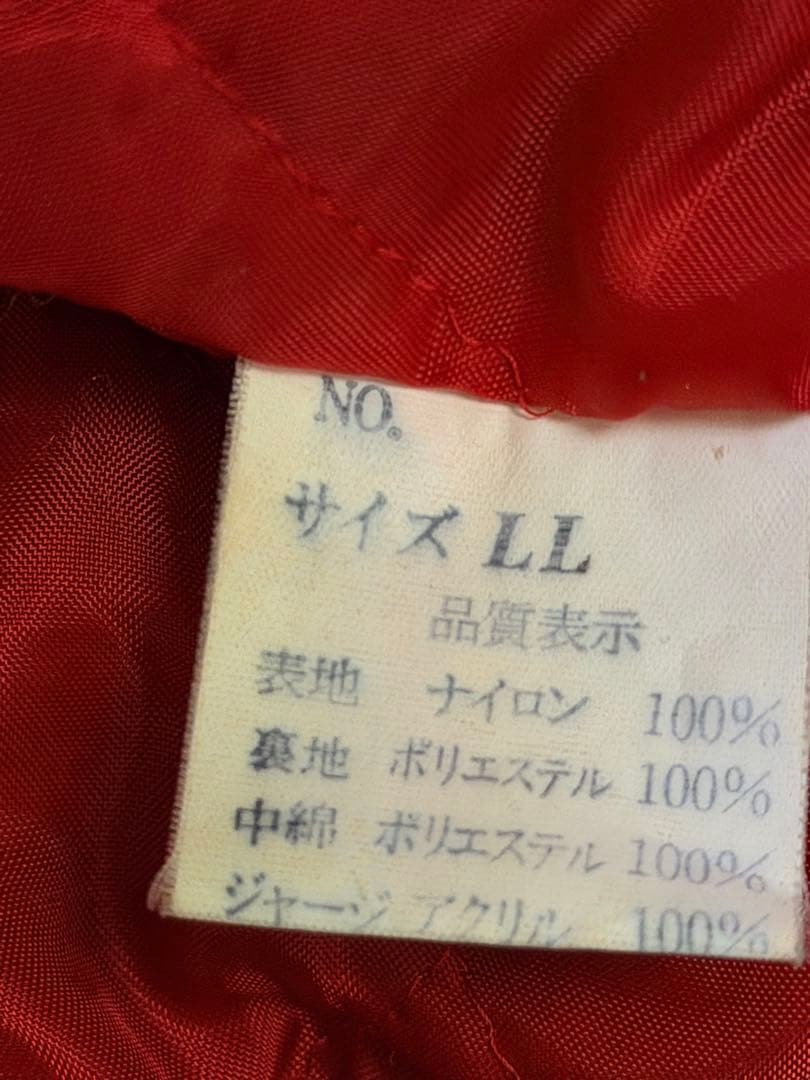 NO.
サイズ LL
品質表示
表地 ナイロン 100%
裏地 ポリエステル 100%
中綿 ポリエステル 100%
ジャージ アクリル 100%